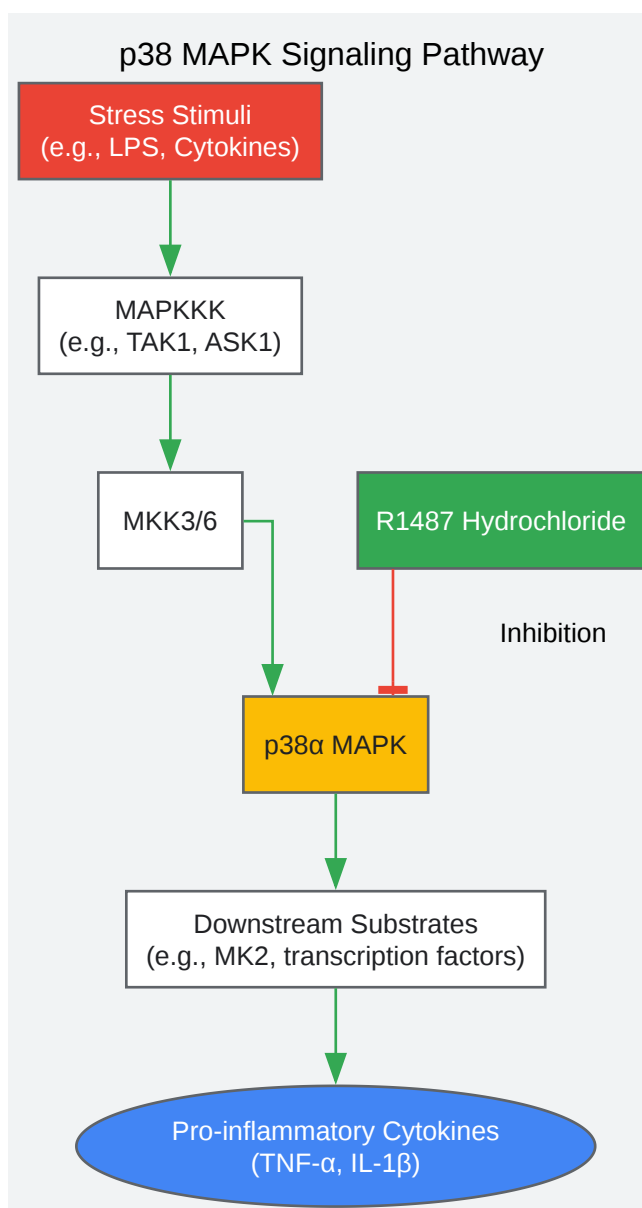 p38 MAPK Signaling Pathway
Stress Stimuli
(e.g., LPS, Cytokines)
MAPKKK
(e.g., TAK1, ASK1)
MKK3/6
R1487 Hydrochloride
Inhibition
p38α MAPK
Downstream Substrates
(e.g., MK2, transcription factors)
Pro-inflammatory Cytokines
(TNF-α, IL-1β)